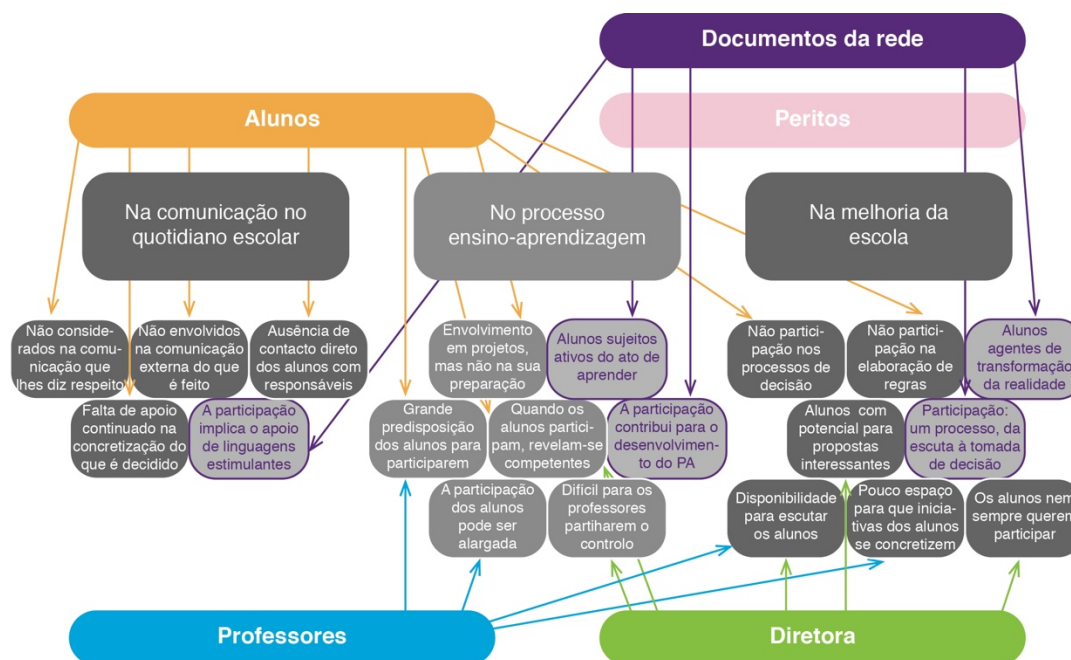 Documentos da rede
Alunos
Peritos
Na comunicação no
quotidiano escolar
No processo
ensino-aprendizagem
Na melhoria da
escola
Não conside-
rados na comu-
nicação que
lhes diz respeito
Não envolvidos
na comunicação
externa do que
é feito
Ausência de
contacto direto
dos alunos com
responsáveis
Envolvimento
em projetos,
mas não na sua
preparação
Alunos sujeitos
ativos do ato de
aprender
Não partici-
pação nos
processos de
decisão
Não partici-
pação na
elaboração de
regras
Alunos
agentes de
transformação
da realidade
Falta de apoio
continuado na
concretização do
que é decidido
A participação
implica o apoio
de linguagens
estimulantes
Grande
predisposição
dos alunos para
participarem
Quando os
alunos partici-
pam, revelam-se
competentes
A participação
contribui para o
desenvolvimen-
to do PA
Alunos com
potencial para
propostas
interessantes
Participação:
um processo, da
escuta à tomada
de decisão
A participação
dos alunos
pode ser
alargada
Difícil para os
professores
partiharem o
controlo
Disponibilidade
para escutar
os alunos
Pouco espaço
para que inicia-
tivas dos alunos
se concretizem
Os alunos nem
sempre querem
participar
Professores
Diretora